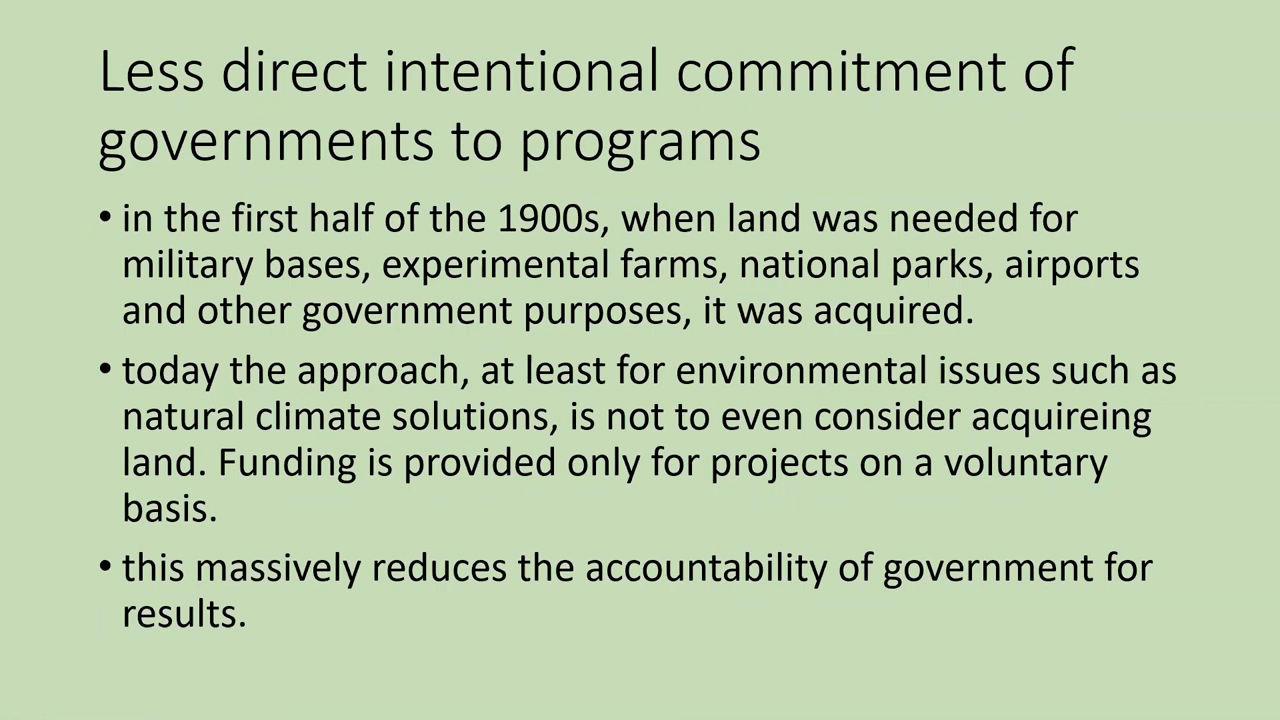 Less direct intentional commitment of
governments to programs
• in the first half of the 1900s, when land was needed for
military bases, experimental farms, national parks, airports
and other government purposes, it was acquired.
• today the approach, at least for environmental issues such as
natural climate solutions, is not to even consider acquireing
land. Funding is provided only for projects on a voluntary
basis.
• this massively reduces the accountability of government for
results.